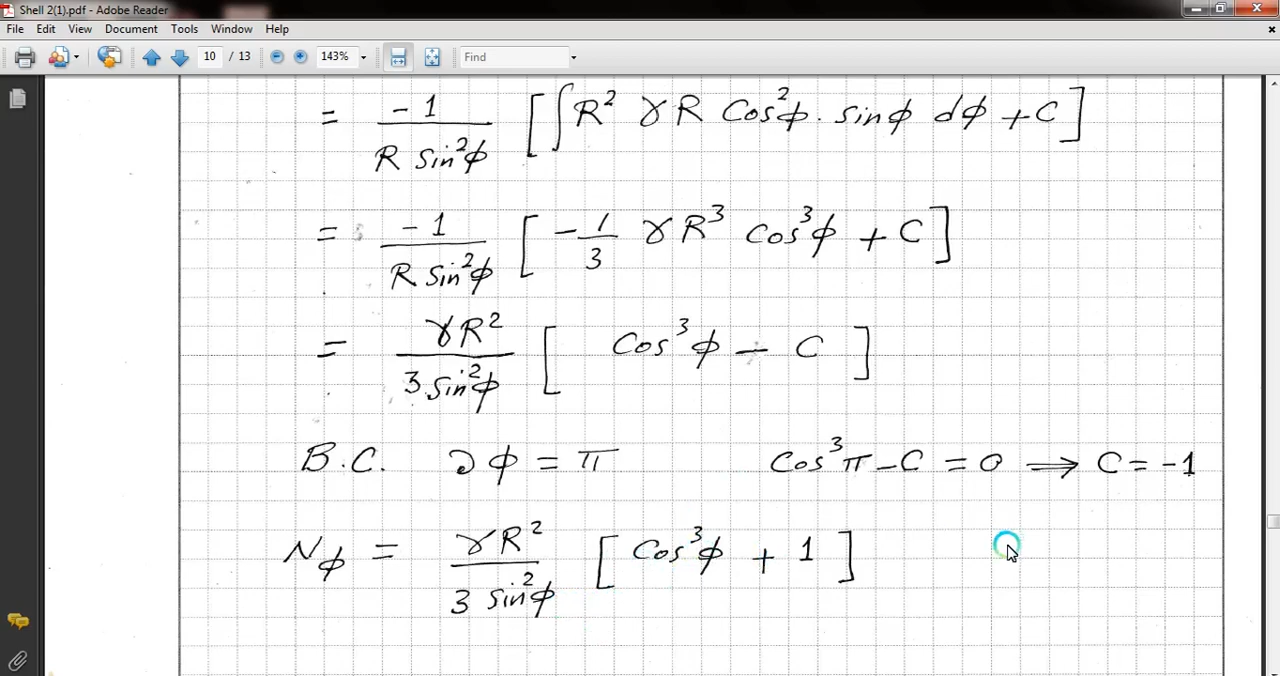 Shell 2(1).pdf - Adobe Reader
File Edit View Document Tools Window Help
10 / 13 143% Find
= -1 / (R Sin²ϕ) [∫R² γR Cos²ϕ. sinϕ dϕ + C]
= -1 / (R Sin²ϕ) [-1/3 γR³ Cos³ϕ + C]
= γR² / (3 sin²ϕ) [Cos³ϕ - C]
B.C. @ ϕ = π Cos³π - C = 0 ⟹ C = -1
Nϕ = γR² / (3 sin²ϕ) [Cos³ϕ + 1]